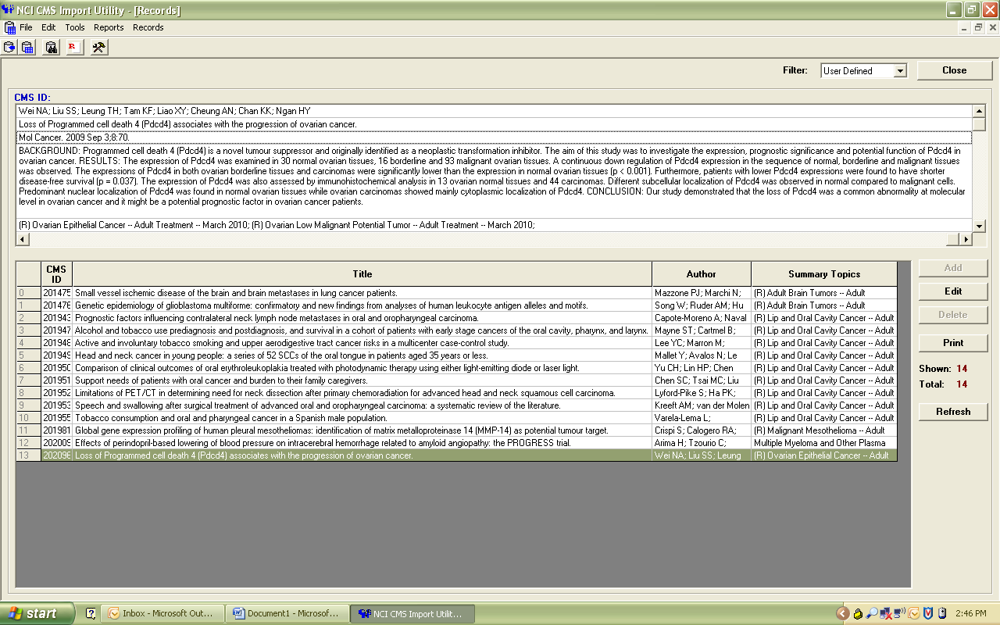 NCI CMS Import Utility - [Records]
File Edit Tools Reports Records
Filter: User Defined Close
CMS ID:
Wei NA; Liu SS; Leung TH; Tam KF; Liao XY; Cheung AN; Chan KK; Ngan HY
Loss of Programmed cell death 4 (Pdcd4) associates with the progression of ovarian cancer.
Mol Cancer. 2009 Sep 3;8:70.
BACKGROUND: Programmed cell death 4 (Pdcd4) is a novel tumour suppressor and originally identified as a neoplastic transformation inhibitor. The aim of this study was to investigate the expression, prognostic significance and potential function of Pdcd4 in
ovarian cancer. RESULTS: The expression of Pdcd4 was examined in 30 normal ovarian tissues, 16 borderline and 93 malignant ovarian tissues. A continuous down regulation of Pdcd4 expression in the sequence of normal, borderline and malignant tissues
was observed. The expressions of Pdcd4 in both ovarian borderline tissues and carcinomas were significantly lower than the expression in normal ovarian tissues (p < 0.001). Furthermore, patients with lower Pdcd4 expressions were found to have shorter
disease-free survival (p = 0.037). The expression of Pdcd4 was also assessed by immunohistochemical analysis in 13 ovarian normal tissues and 44 carcinomas. Different subcellular localization of Pdcd4 was observed in normal compared to malignant cells.
Predominant nuclear localization of Pdcd4 was found in normal ovarian tissues while ovarian carcinomas showed mainly cytoplasmic localization of Pdcd4. CONCLUSION: Our study demonstrated that the loss of Pdcd4 was a common abnormality at molecular
level in ovarian cancer and it might be a potential prognostic factor in ovarian cancer patients.
(R) Ovarian Epithelial Cancer -- Adult Treatment -- March 2010; (R) Ovarian Low Malignant Potential Tumor -- Adult Treatment -- March 2010;
CMS ID Title Author Summary Topics
0 201475 Small vessel ischemic disease of the brain and brain metastases in lung cancer patients. Mazzone PJ; Marchi N; (R) Adult Brain Tumors -- Adult
1 201476 Genetic epidemiology of glioblastoma multiforme: confirmatory and new findings from analyses of human leukocyte antigen alleles and motifs. Song W; Ruder AM; Hu (R) Adult Brain Tumors -- Adult
2 201943 Prognostic factors influencing contralateral neck lymph node metastases in oral and oropharyngeal carcinoma. Capote-Moreno A; Naval (R) Lip and Oral Cavity Cancer -- Adult
3 201947 Alcohol and tobacco use prediagnosis and postdiagnosis, and survival in a cohort of patients with early stage cancers of the oral cavity, pharynx, and larynx. Mayne ST; Cartmel B; (R) Lip and Oral Cavity Cancer -- Adult
4 201948 Active and involuntary tobacco smoking and upper aerodigestive tract cancer risks in a multicenter case-control study. Lee YC; Marron M; (R) Lip and Oral Cavity Cancer -- Adult
5 201949 Head and neck cancer in young people: a series of 52 SCCs of the oral tongue in patients aged 35 years or less. Mallet Y; Avalos N; Le (R) Lip and Oral Cavity Cancer -- Adult
6 201950 Comparison of clinical outcomes of oral erythroleukoplakia treated with photodynamic therapy using either light-emitting diode or laser light. Yu CH; Lin HP; Chen (R) Lip and Oral Cavity Cancer -- Adult
7 201951 Support needs of patients with oral cancer and burden to their family caregivers. Chen SC; Tsai MC; Liu (R) Lip and Oral Cavity Cancer -- Adult
8 201952 Limitations of PET/CT in determining need for neck dissection after primary chemoradiation for advanced head and neck squamous cell carcinoma. Lyford-Pike S; Ha PK; (R) Lip and Oral Cavity Cancer -- Adult
9 201953 Speech and swallowing after surgical treatment of advanced oral and oropharyngeal carcinoma: a systematic review of the literature. Kreeft AM; van der Molen (R) Lip and Oral Cavity Cancer -- Adult
10 201955 Tobacco consumption and oral and pharyngeal cancer in a Spanish male population. Varela-Lema L; (R) Lip and Oral Cavity Cancer -- Adult
11 201981 Global gene expression profiling of human pleural mesotheliomas: identification of matrix metalloproteinase 14 (MMP-14) as potential tumour target. Crispi S; Calogero RA; (R) Malignant Mesothelioma -- Adult
12 202009 Effects of perindopril-based lowering of blood pressure on intracerebral hemorrhage related to amyloid angiopathy: the PROGRESS trial. Arima H; Tzourio C; Multiple Myeloma and Other Plasma
13 202096 Loss of Programmed cell death 4 (Pdcd4) associates with the progression of ovarian cancer. Wei NA; Liu SS; Leung (R) Ovarian Epithelial Cancer -- Adult
Add
Edit
Delete
Print
Shown: 14
Total: 14
Refresh
start Inbox - Microsoft Out... Document1 - Microsof... NCI CMS Import Utilit... 2:46 PM